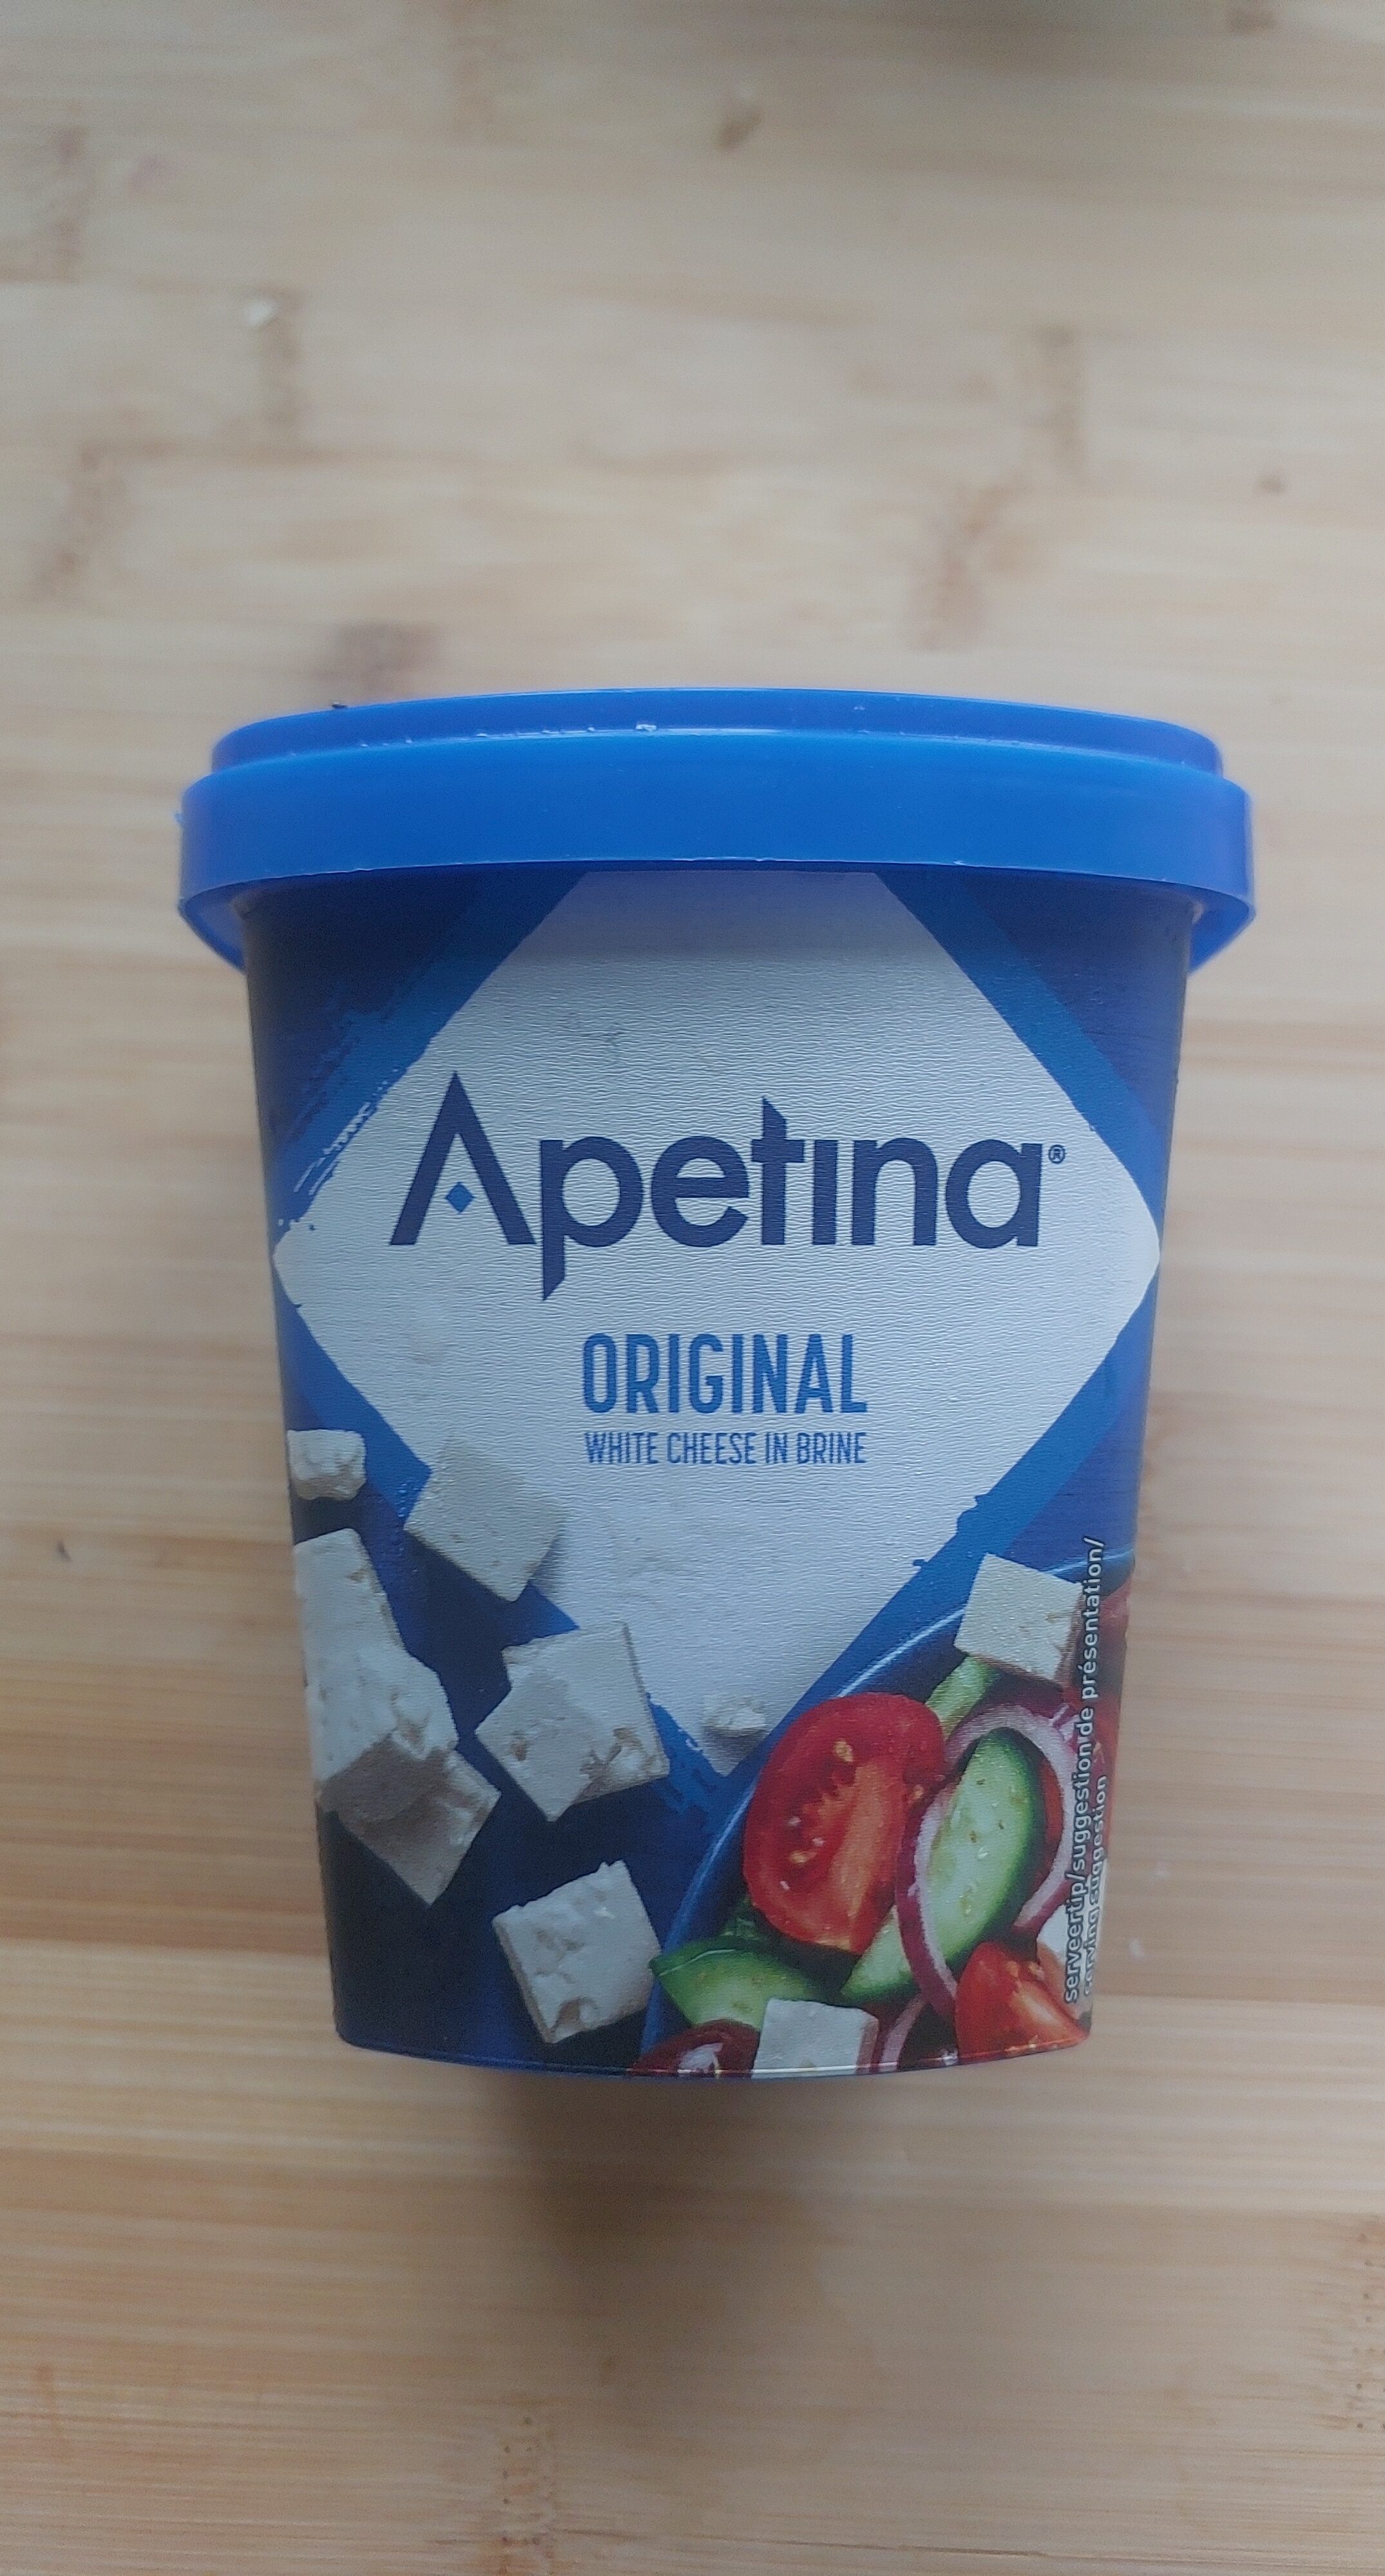 Apetina®
ORIGINAL
WHITE CHEESE IN BRINE
serveertip/suggestion de présentation/
serving suggestion